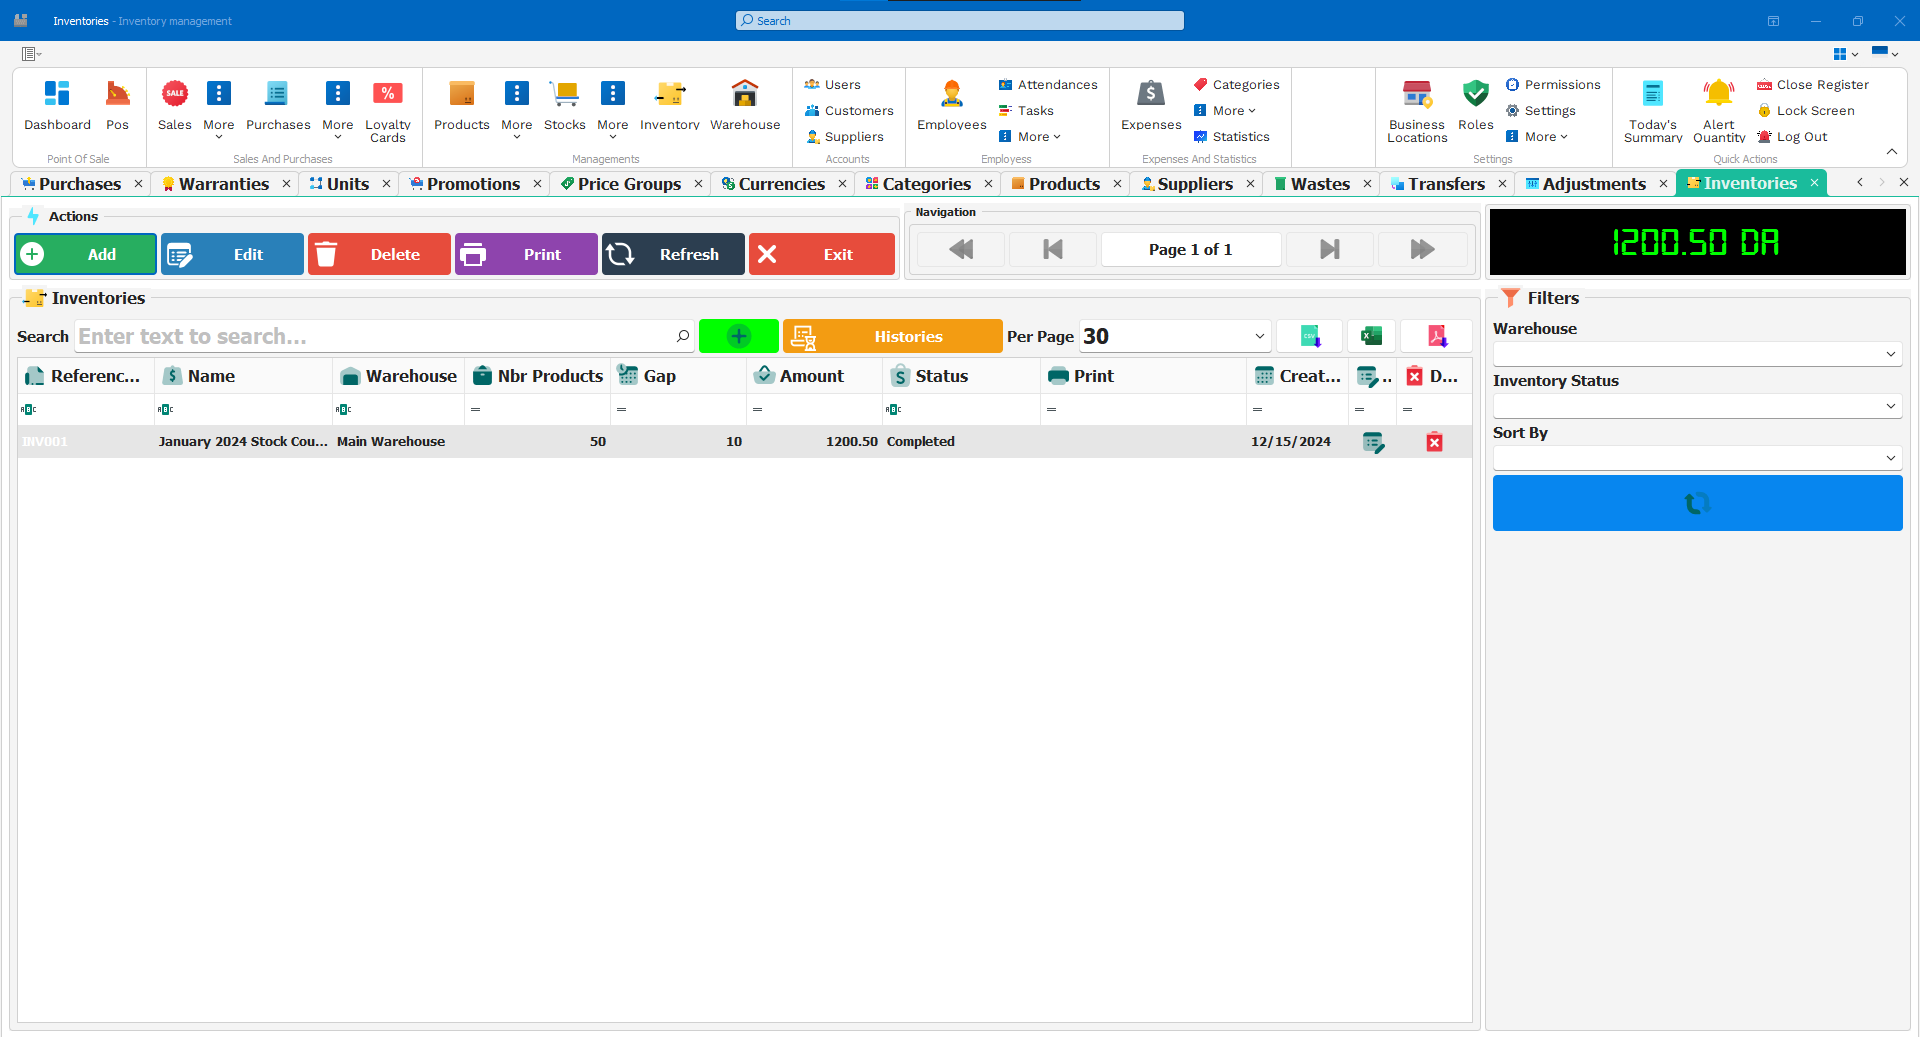 Inventories - Inventory management
Search
Dashboard
Pos
Point Of Sale
SALE
Sales
More
Purchases
More
Loyalty
Cards
Sales And Purchases
Products
More
Stocks
More
Inventory
Warehouse
Managements
Users
Customers
Suppliers
Accounts
Employees
Attendances
Tasks
More
Employess
Expenses
Categories
More
Statistics
Expenses And Statistics
Business
Locations
Roles
Permissions
Settings
More
Settings
Today's
Summary
Alert
Quantity
Close Register
Lock Screen
Log Out
Quick Actions
Purchases
Warranties
Units
Promotions
Price Groups
Currencies
Categories
Products
Suppliers
Wastes
Transfers
Adjustments
Inventories
Actions
Add
Edit
Delete
Print
Refresh
Exit
Navigation
Page 1 of 1
1200.50 DA
Inventories
Search
Enter text to search...
Histories
Per Page
30
CSV
Referenc...
Name
Warehouse
Nbr Products
Gap
Amount
Status
Print
Creat...
..
D...
INV001
January 2024 Stock Cou...
Main Warehouse
50
10
1200.50
Completed
12/15/2024
Filters
Warehouse
Inventory Status
Sort By